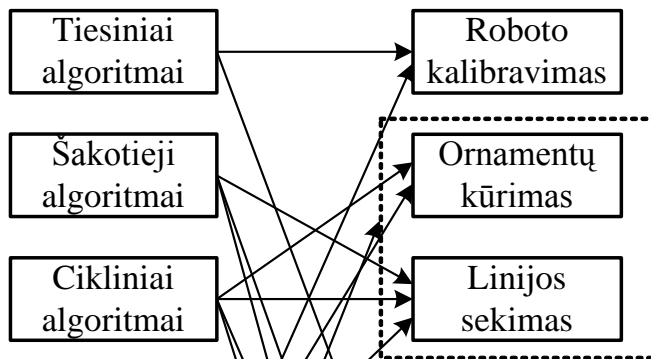 Tiesiniai
algoritmai
Roboto
kalibravimas
Šakotieji
algoritmai
Ornamentų
kūrimas
Cikliniai
algoritmai
Linijos
sekimas